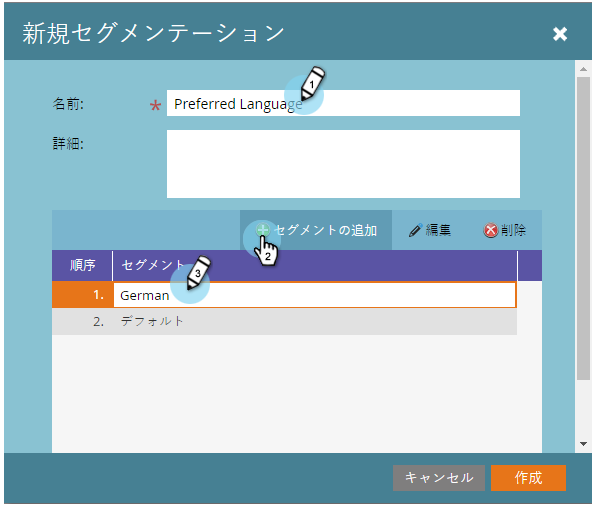 新規セグメンテーション
名前: * Preferred Language
1
詳細:
セグメントの追加 編集 削除
2
順序 セグメント
3
1. German
2. デフォルト
キャンセル 作成